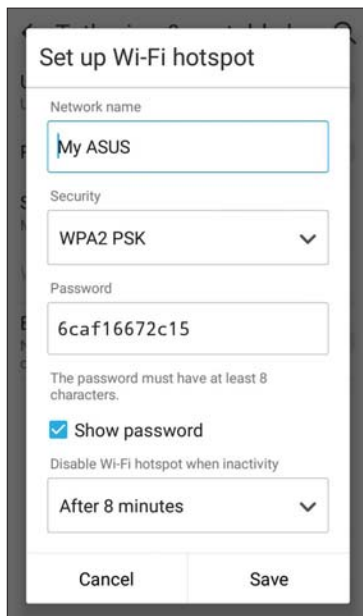 Set up Wi-Fi hotspot
Network name
My ASUS
Security
WPA2 PSK
Password
6caf16672c15
The password must have at least 8
characters.
Show password
Disable Wi-Fi hotspot when inactivity
After 8 minutes
Cancel
Save